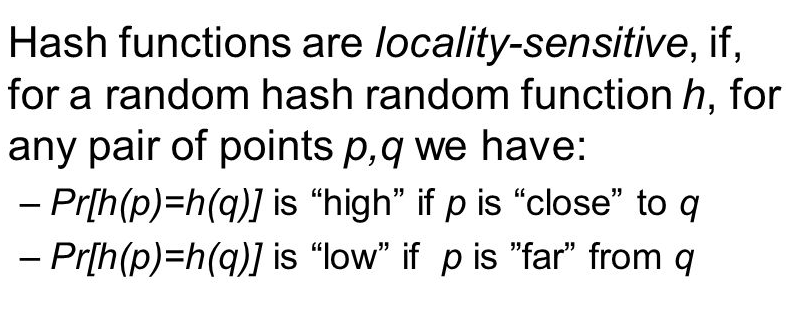 Hash functions are locality-sensitive, if,
for a random hash random function h, for
any pair of points p,q we have:
– Pr[h(p)=h(q)] is “high” if p is “close” to q
– Pr[h(p)=h(q)] is “low” if p is ”far” from q